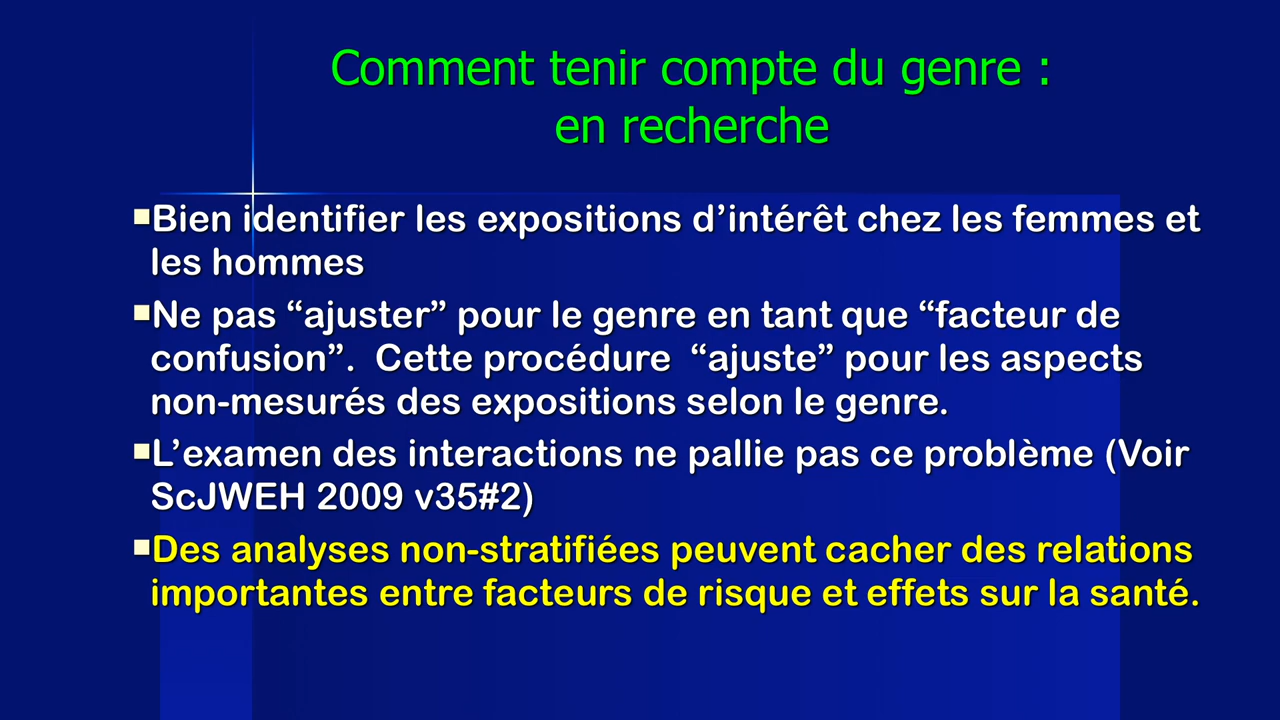 Comment tenir compte du genre :
en recherche
Bien identifier les expositions d’intérêt chez les femmes et
les hommes
Ne pas “ajuster” pour le genre en tant que “facteur de
confusion”. Cette procédure “ajuste” pour les aspects
non-mesurés des expositions selon le genre.
L’examen des interactions ne pallie pas ce problème (Voir
ScJWEH 2009 v35#2)
Des analyses non-stratifiées peuvent cacher des relations
importantes entre facteurs de risque et effets sur la santé.